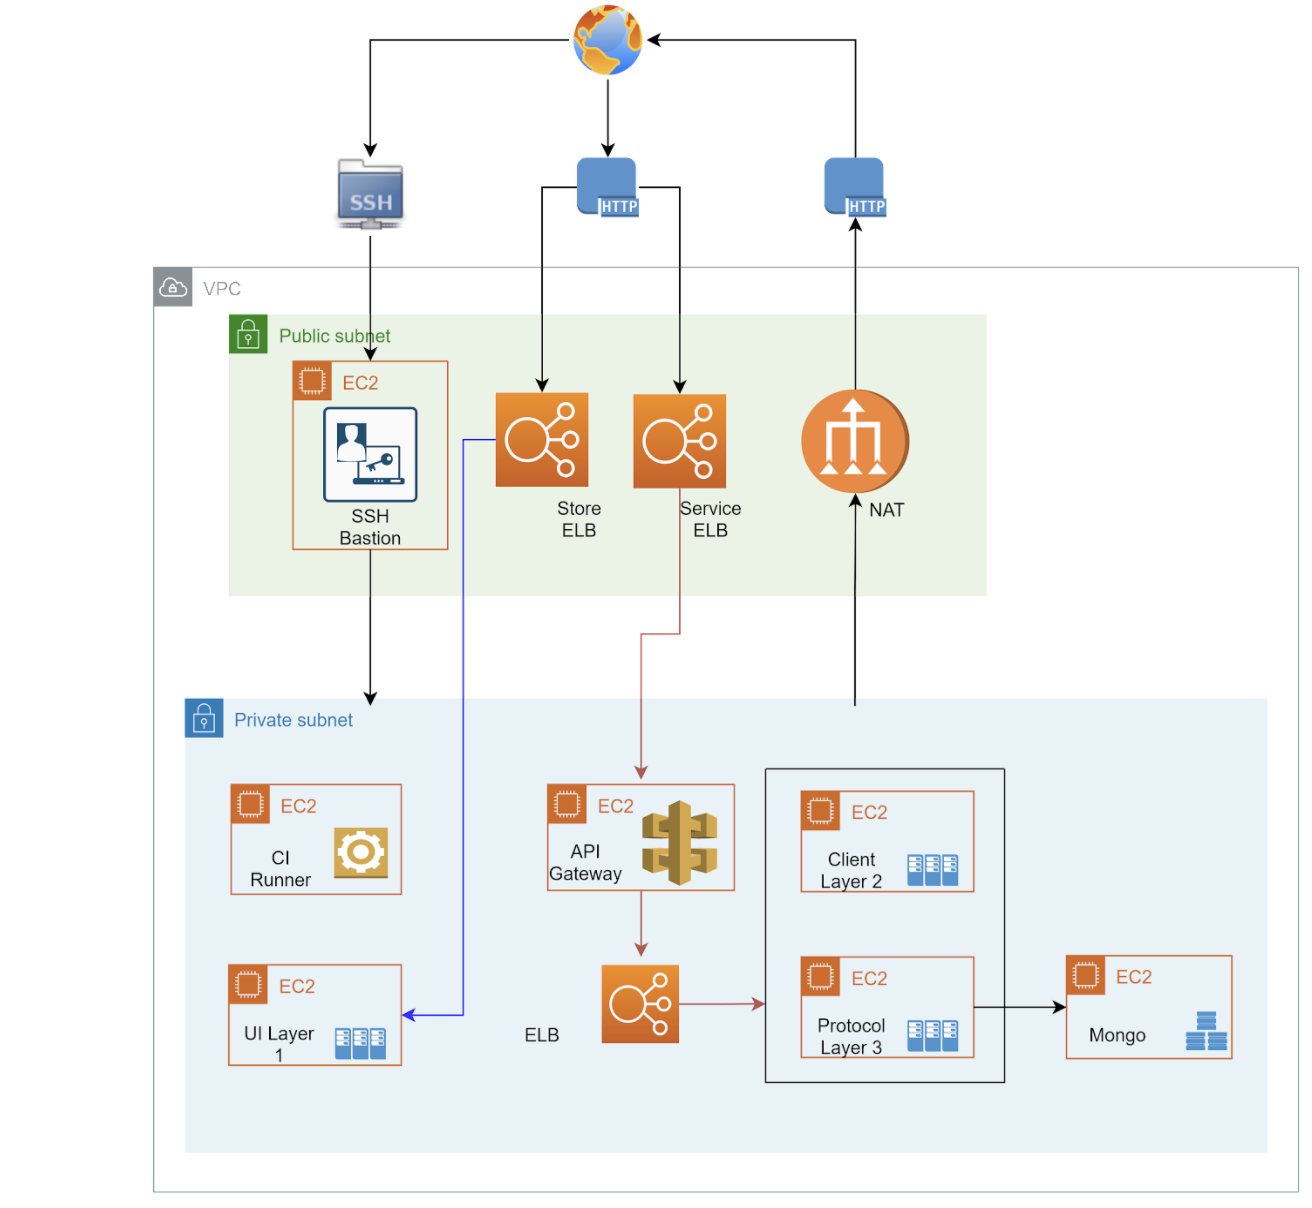 SSH
HTTP
HTTP
VPC
Public subnet
EC2
SSH
Bastion
Store
ELB
Service
ELB
NAT
Private subnet
EC2
CI
Runner
EC2
API
Gateway
EC2
Client
Layer 2
EC2
UI Layer
1
ELB
EC2
Protocol
Layer 3
EC2
Mongo